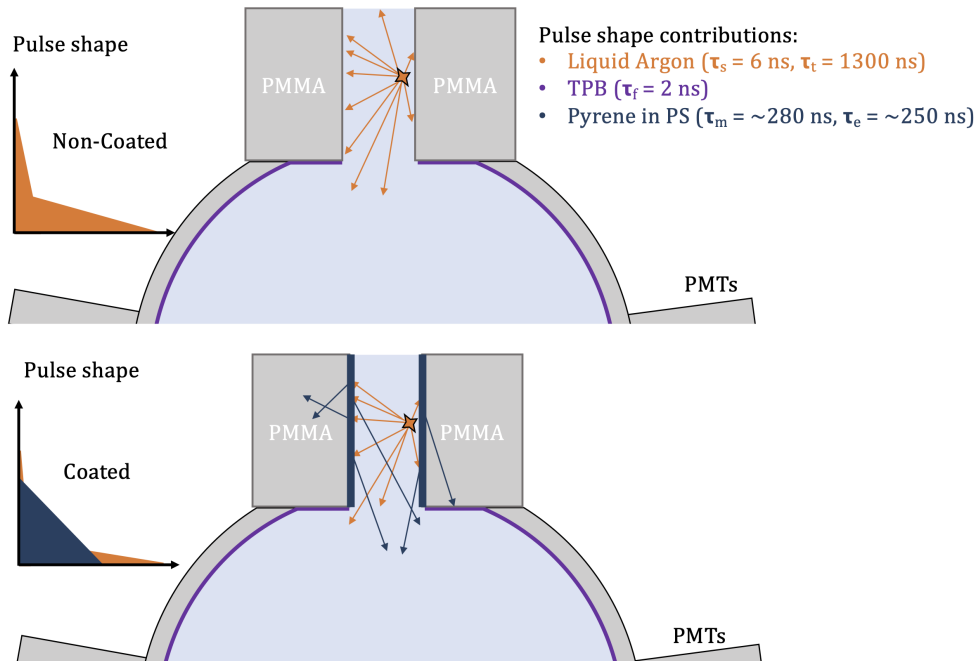 Pulse shape
Non-Coated
PMMA
PMMA
Pulse shape contributions:
• Liquid Argon (τs = 6 ns, τt = 1300 ns)
• TPB (τf = 2 ns)
• Pyrene in PS (τm = ~280 ns, τe = ~250 ns)
PMTs
Pulse shape
Coated
PMMA
PMMA
PMTs